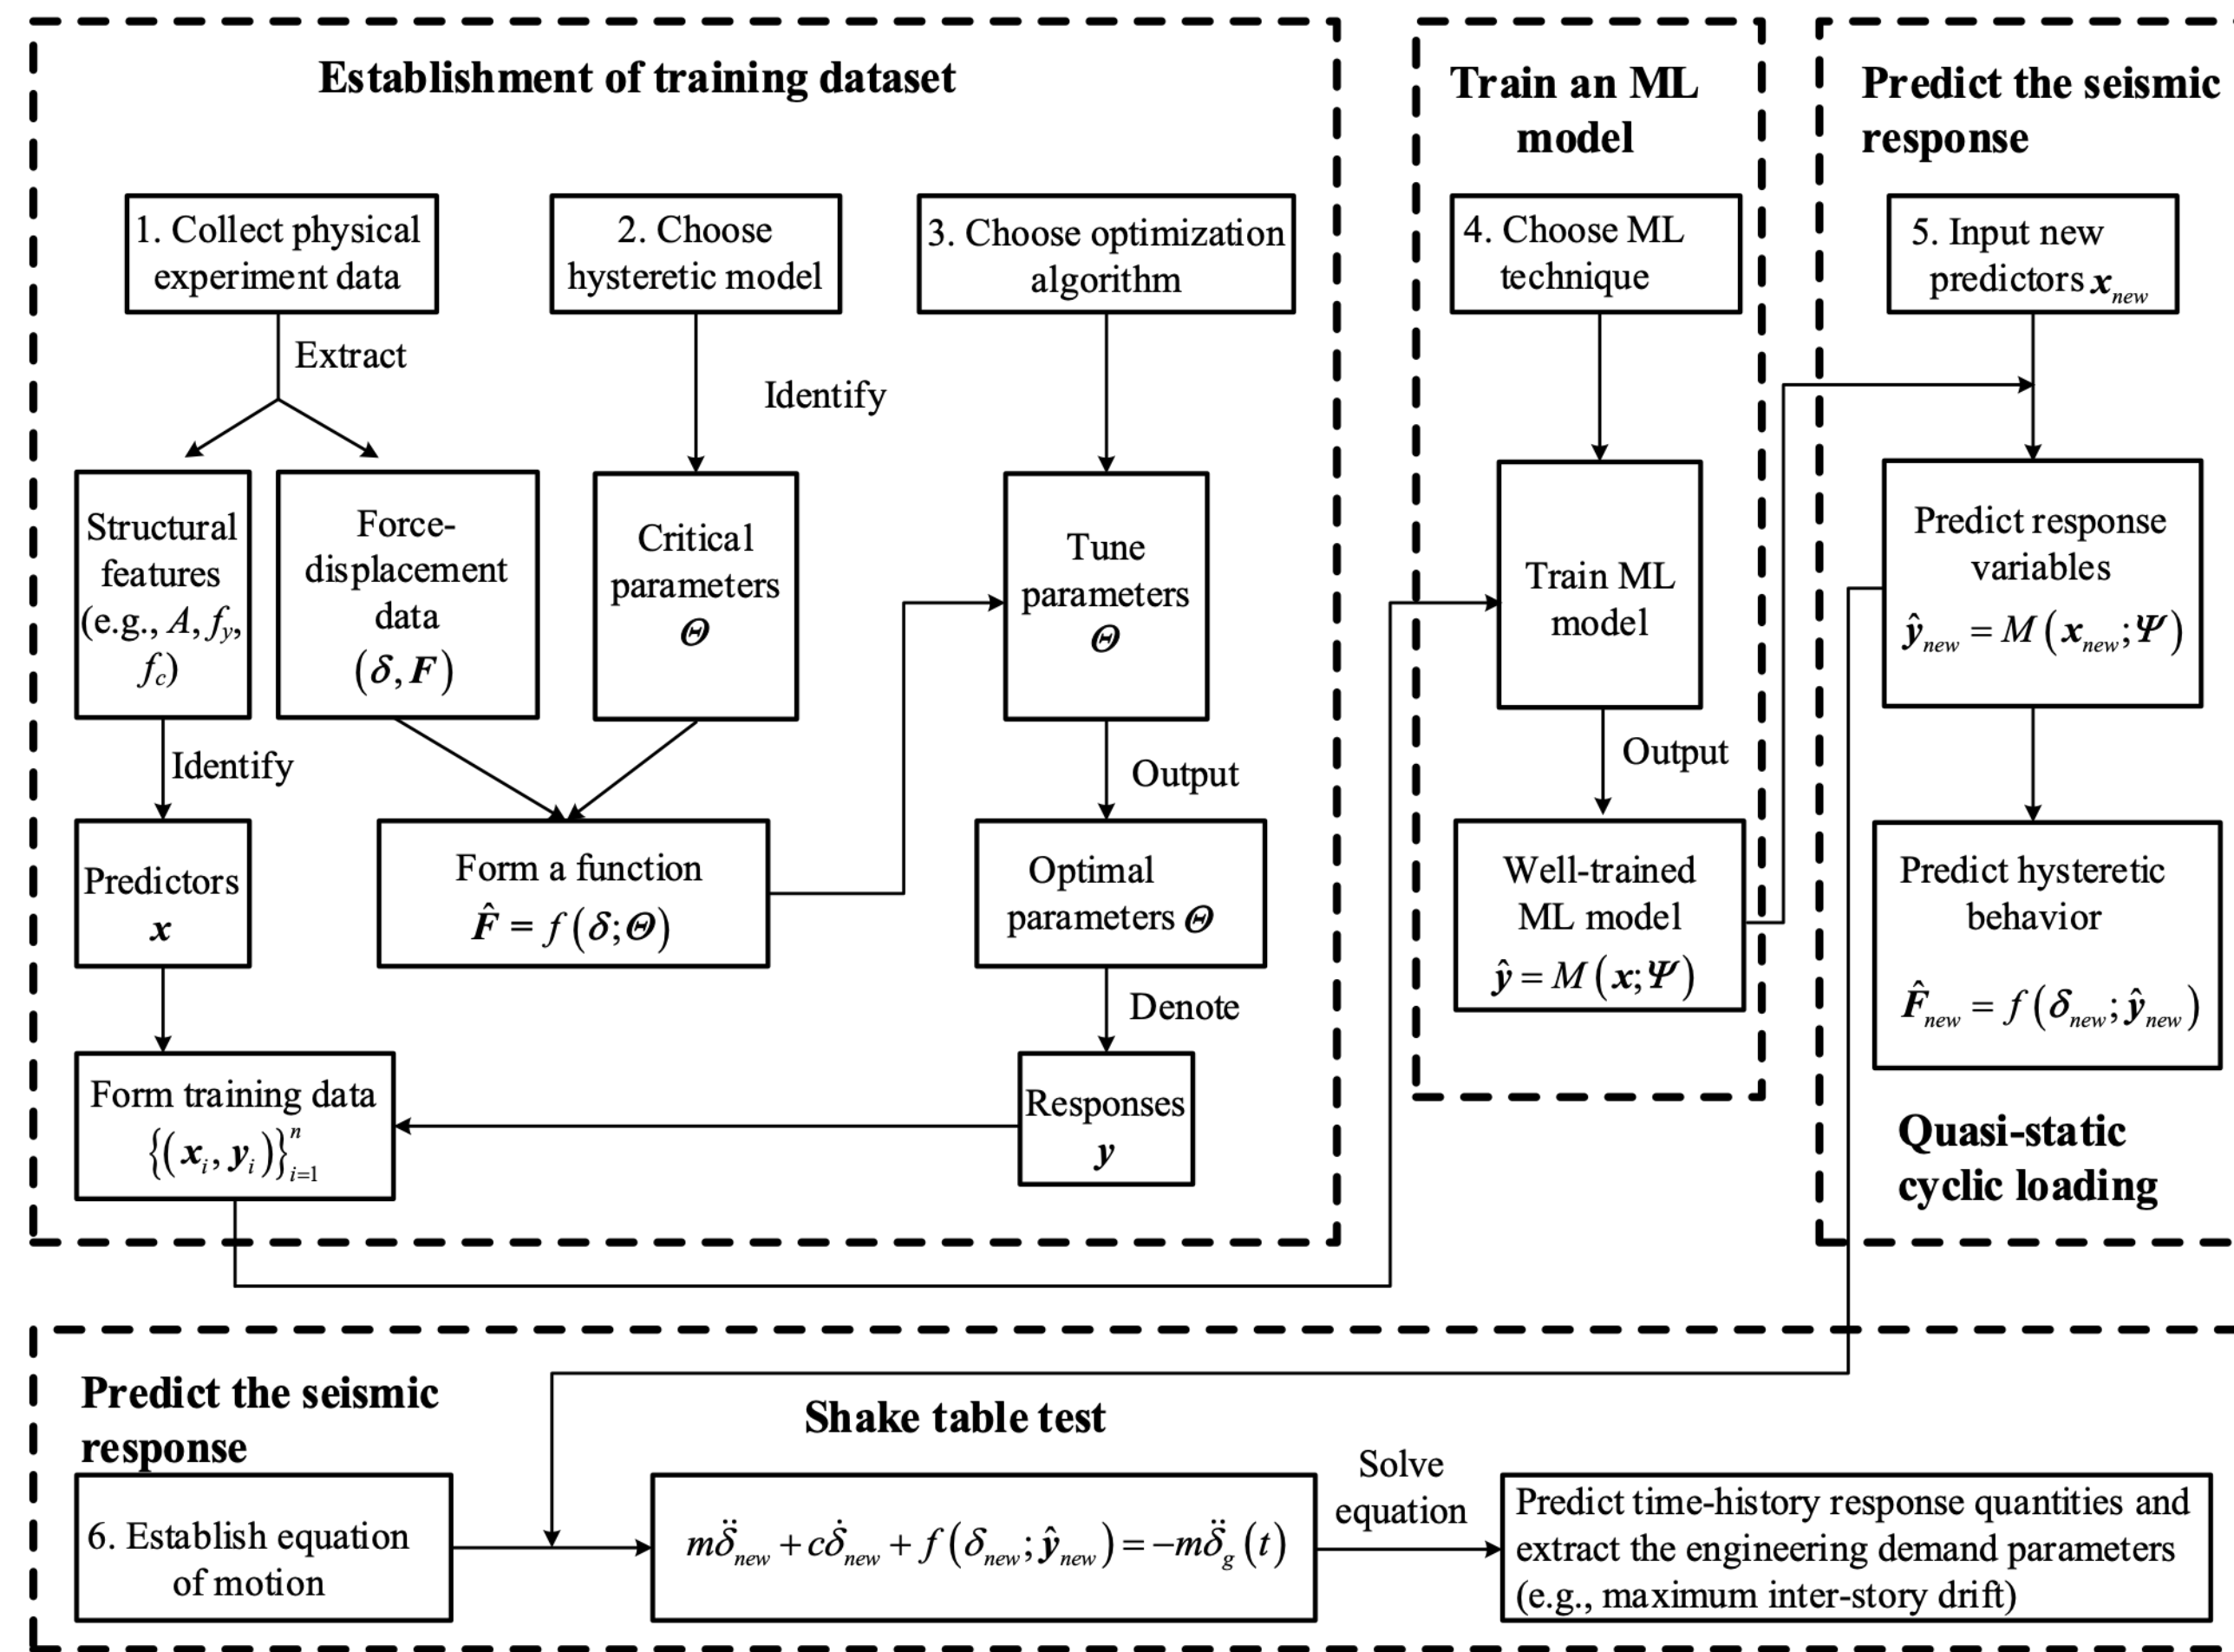 Establishment of training dataset
1. Collect physical
experiment data
2. Choose
hysteretic model
3. Choose optimization
algorithm
Extract
Identify
Structural
features
(e.g., A, f_y,
f_c)
Force-
displacement
data
(δ, F)
Critical
parameters
Θ
Tune
parameters
Θ
Identify
Output
Predictors
x
Form a function
F̂ = f(δ;Θ)
Optimal
parameters Θ
Denote
Form training data
{(x_i, y_i)}_{i=1}^n
Responses
y
Train an ML
model
4. Choose ML
technique
Train ML
model
Output
Well-trained
ML model
ŷ = M(x;Ψ)
Predict the seismic
response
5. Input new
predictors x_new
Predict response
variables
ŷ_new = M(x_new;Ψ)
Predict hysteretic
behavior
F̂_new = f(δ_new; ŷ_new)
Quasi-static
cyclic loading
Predict the seismic
response
Shake table test
6. Establish equation
of motion
mδ̈_new + cδ̇_new + f(δ_new; ŷ_new) = −mδ̈_g(t)
Solve
equation
Predict time-history response quantities and
extract the engineering demand parameters
(e.g., maximum inter-story drift)